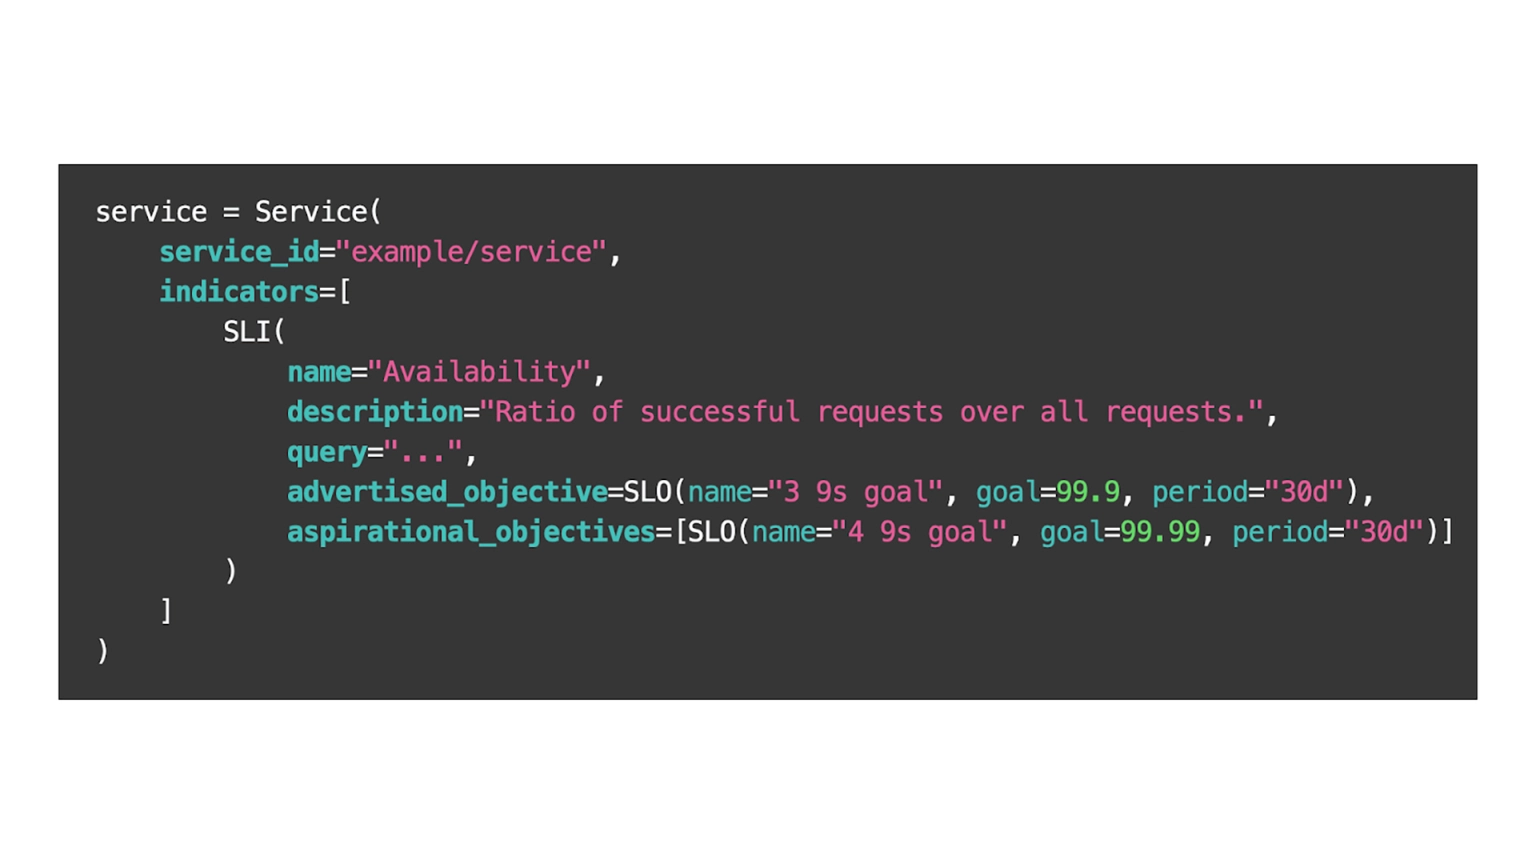 service = Service(
    service_id="example/service",
    indicators=[
        SLI(
            name="Availability",
            description="Ratio of successful requests over all requests.",
            query="...",
            advertised_objective=SLO(name="3 9s goal", goal=99.9, period="30d"),
            aspirational_objectives=[SLO(name="4 9s goal", goal=99.99, period="30d")]
        )
    ]
)